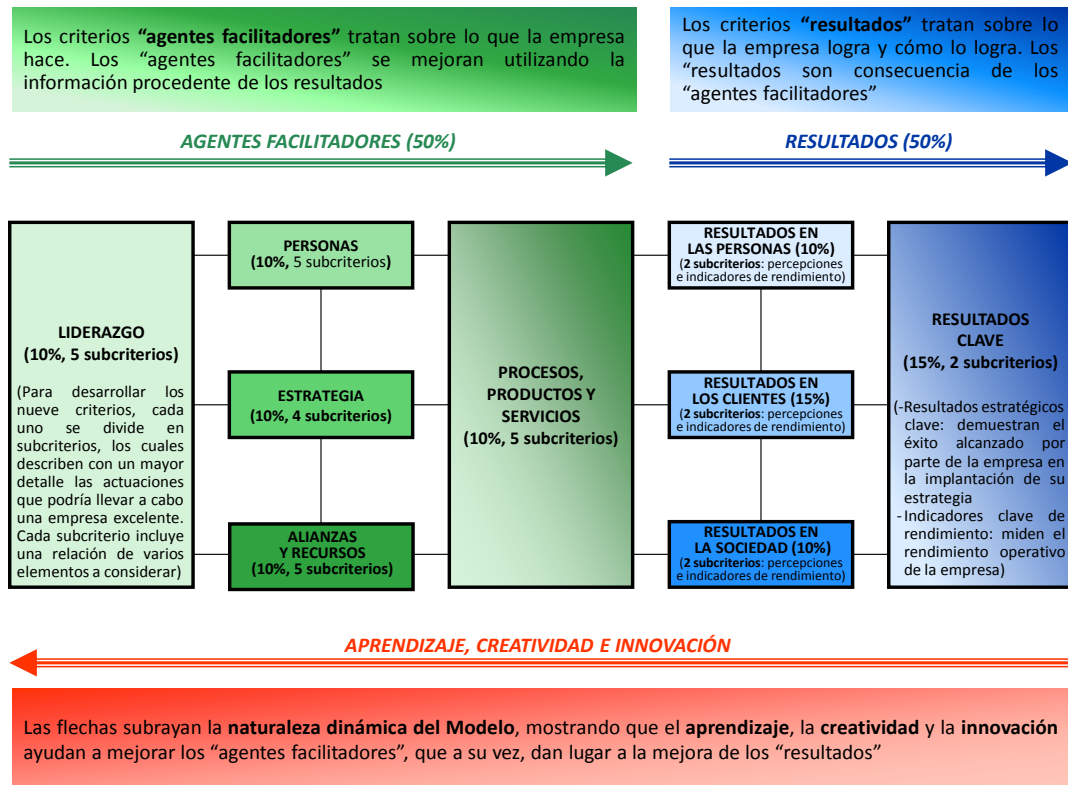 Los criterios “agentes facilitadores” tratan sobre lo que la empresa
hace. Los “agentes facilitadores” se mejoran utilizando la
información procedente de los resultados
Los criterios “resultados” tratan sobre lo
que la empresa logra y cómo lo logra. Los
“resultados son consecuencia de los
“agentes facilitadores”
AGENTES FACILITADORES (50%)
RESULTADOS (50%)
LIDERAZGO
(10%, 5 subcriterios)
(Para desarrollar los
nueve criterios, cada
uno se divide en
subcriterios, los cuales
describen con un mayor
detalle las actuaciones
que podría llevar a cabo
una empresa excelente.
Cada subcriterio incluye
una relación de varios
elementos a considerar)
PERSONAS
(10%, 5 subcriterios)
ESTRATEGIA
(10%, 4 subcriterios)
ALIANZAS
Y RECURSOS
(10%, 5 subcriterios)
PROCESOS,
PRODUCTOS Y
SERVICIOS
(10%, 5 subcriterios)
RESULTADOS EN
LAS PERSONAS (10%)
(2 subcriterios: percepciones
e indicadores de rendimiento)
RESULTADOS EN
LOS CLIENTES (15%)
(2 subcriterios: percepciones
e indicadores de rendimiento)
RESULTADOS EN
LA SOCIEDAD (10%)
(2 subcriterios: percepciones
e indicadores de rendimiento)
RESULTADOS
CLAVE
(15%, 2 subcriterios)
(-Resultados estratégicos
clave: demuestran el
éxito alcanzado por
parte de la empresa en
la implantación de su
estrategia
-Indicadores clave de
rendimiento: miden el
rendimiento operativo
de la empresa)
APRENDIZAJE, CREATIVIDAD E INNOVACIÓN
Las flechas subrayan la naturaleza dinámica del Modelo, mostrando que el aprendizaje, la creatividad y la innovación
ayudan a mejorar los “agentes facilitadores”, que a su vez, dan lugar a la mejora de los “resultados”